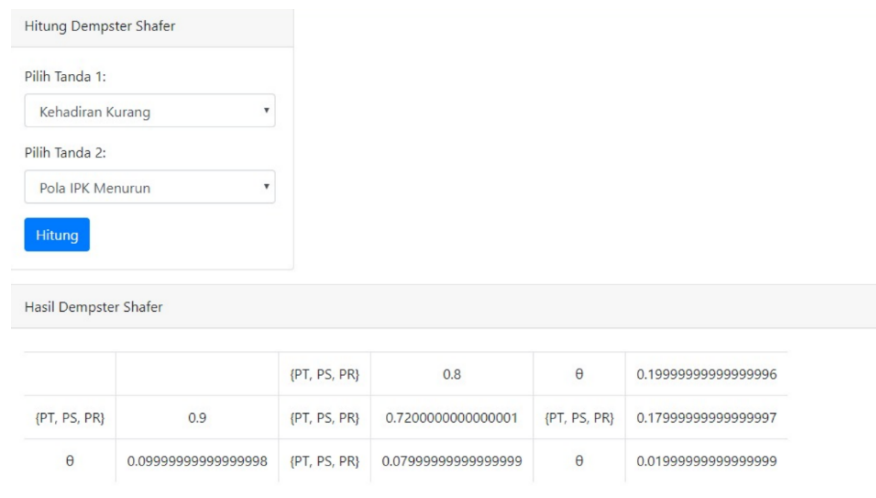 Hitung Dempster Shafer
Pilih Tanda 1:
Kehadiran Kurang
Pilih Tanda 2:
Pola IPK Menurun
Hitung
Hasil Dempster Shafer
{PT, PS, PR} 0.8 θ 0.19999999999999996
{PT, PS, PR} 0.9 {PT, PS, PR} 0.7200000000000001 {PT, PS, PR} 0.17999999999999997
θ 0.09999999999999998 {PT, PS, PR} 0.07999999999999999 θ 0.01999999999999999